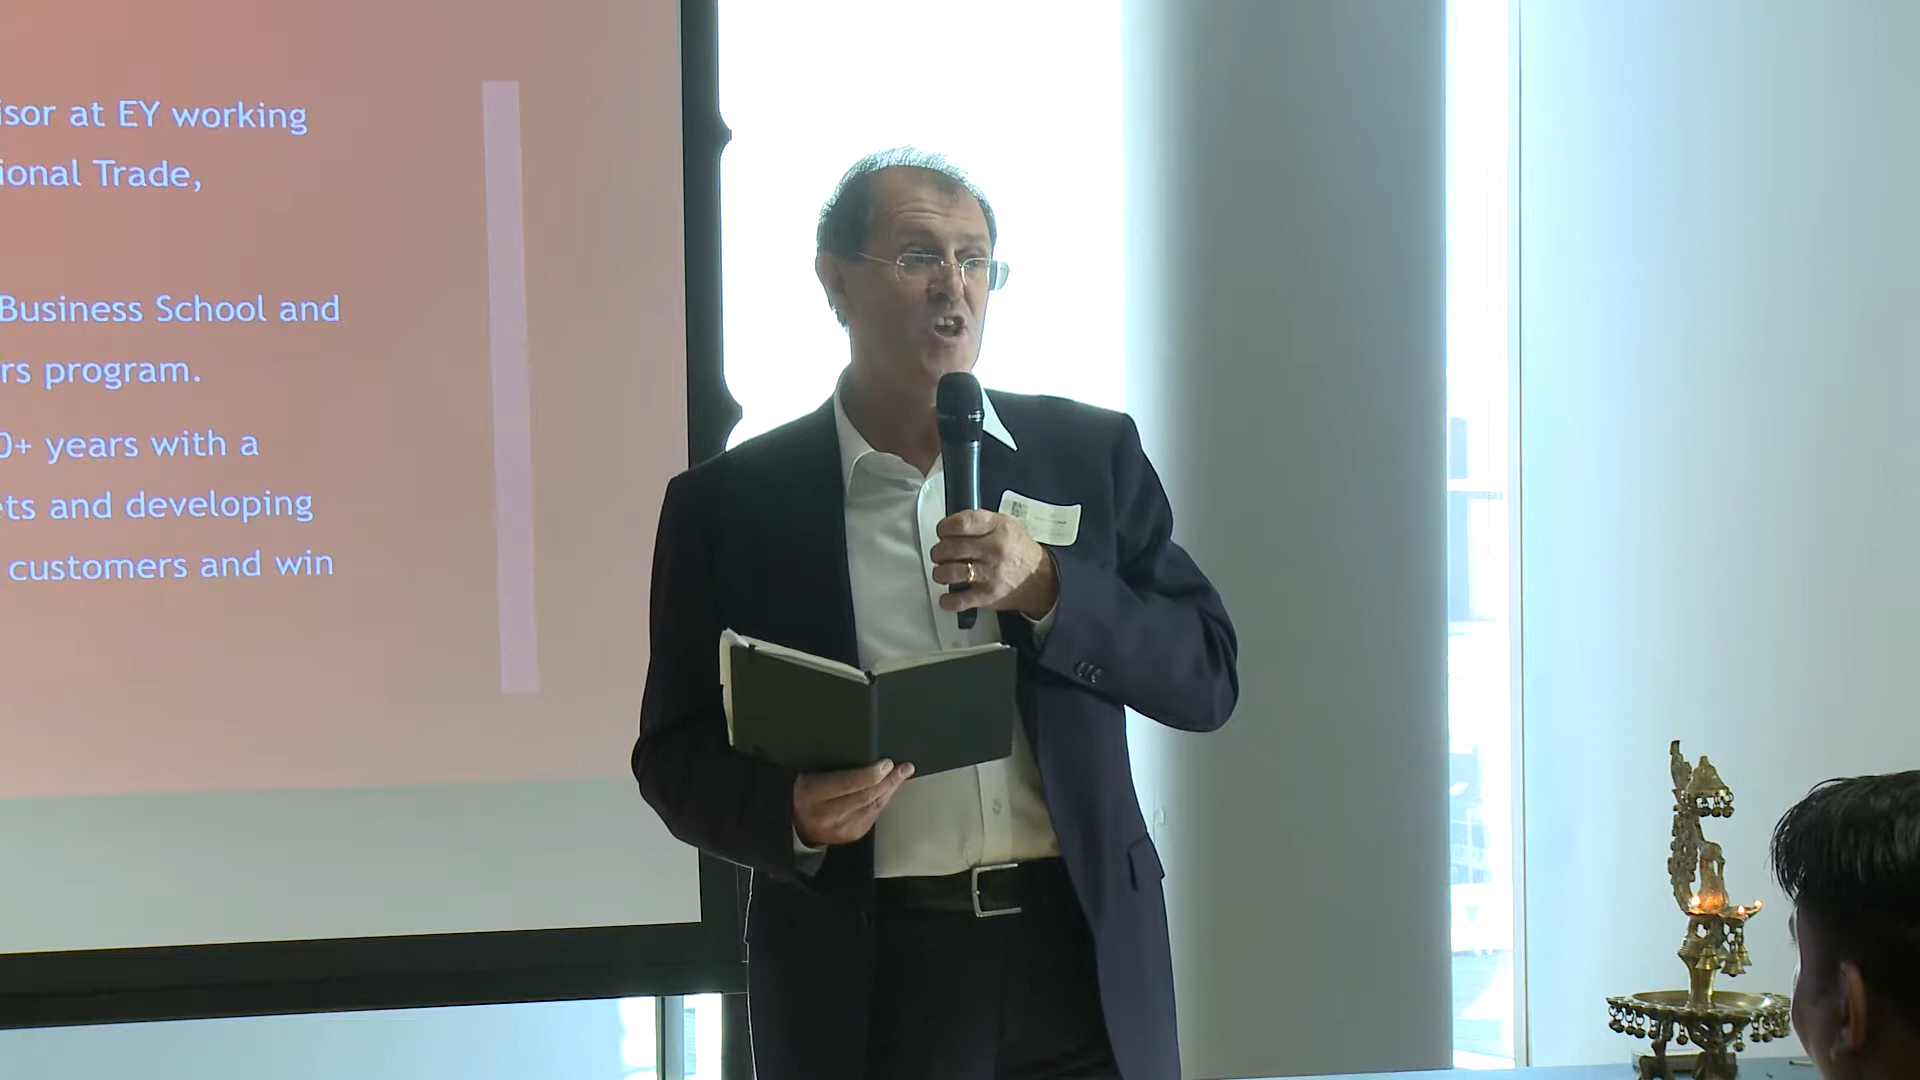 isor at EY working
ional Trade,
Business School and
rs program.
0+ years with a
ets and developing
customers and win